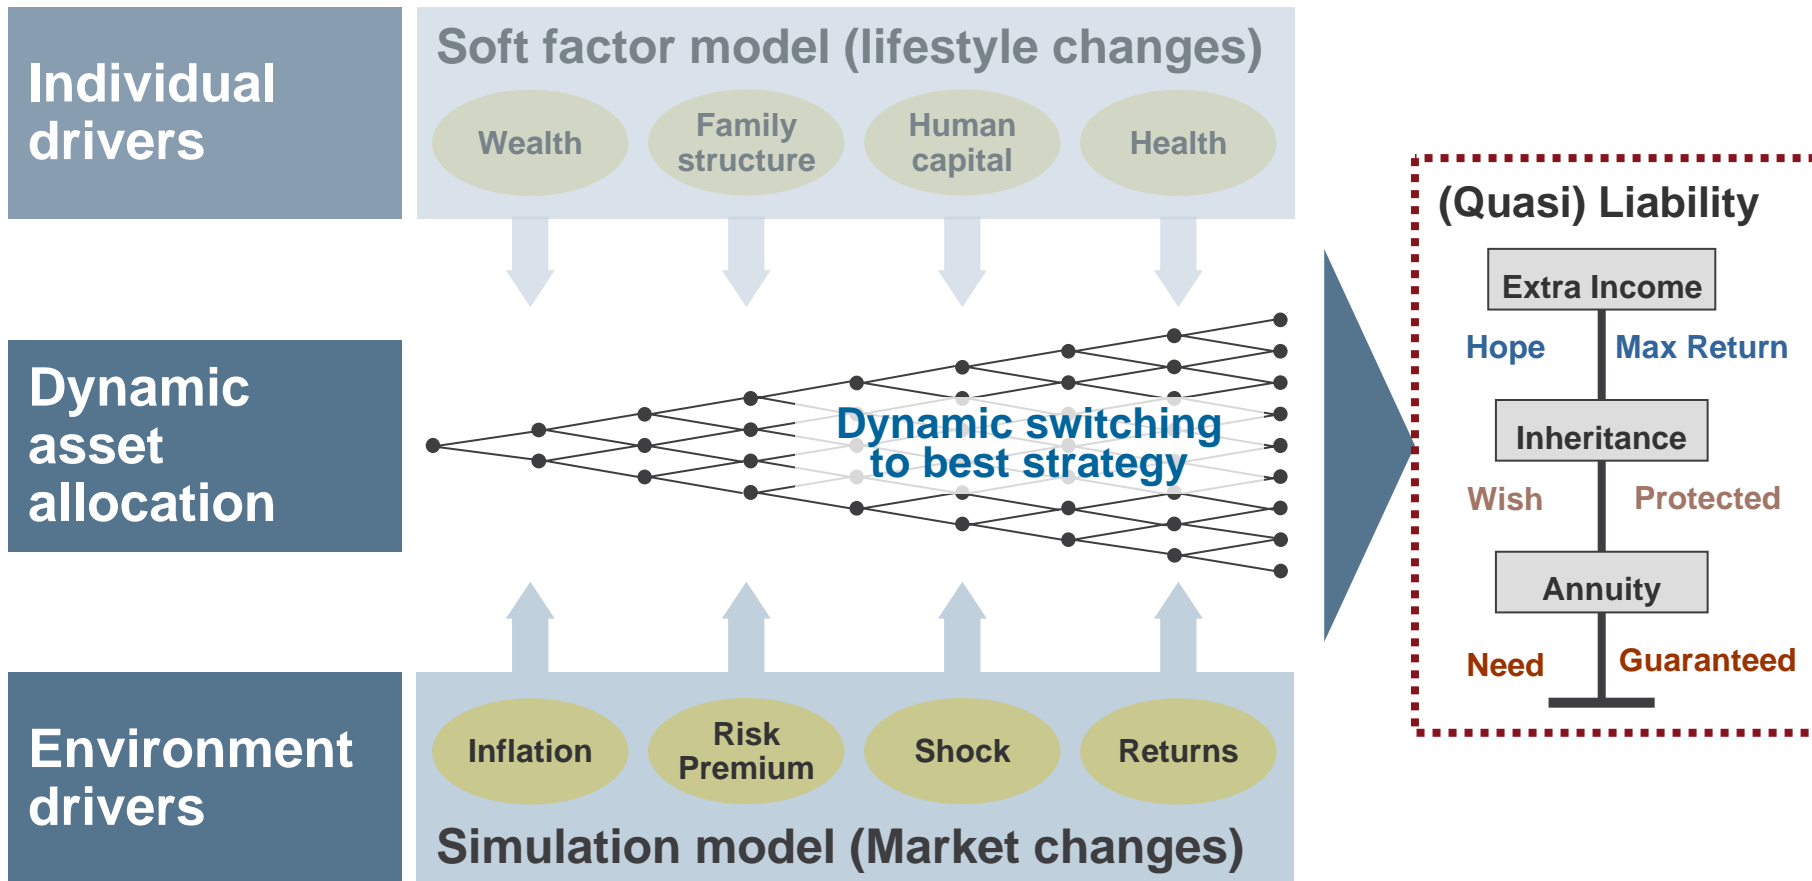 Individual
drivers
Soft factor model (lifestyle changes)
Wealth
Family
structure
Human
capital
Health
Dynamic
asset
allocation
Dynamic switching
to best strategy
Environment
drivers
Inflation
Risk
Premium
Shock
Returns
Simulation model (Market changes)
(Quasi) Liability
Extra Income
Hope
Max Return
Inheritance
Wish
Protected
Annuity
Need
Guaranteed